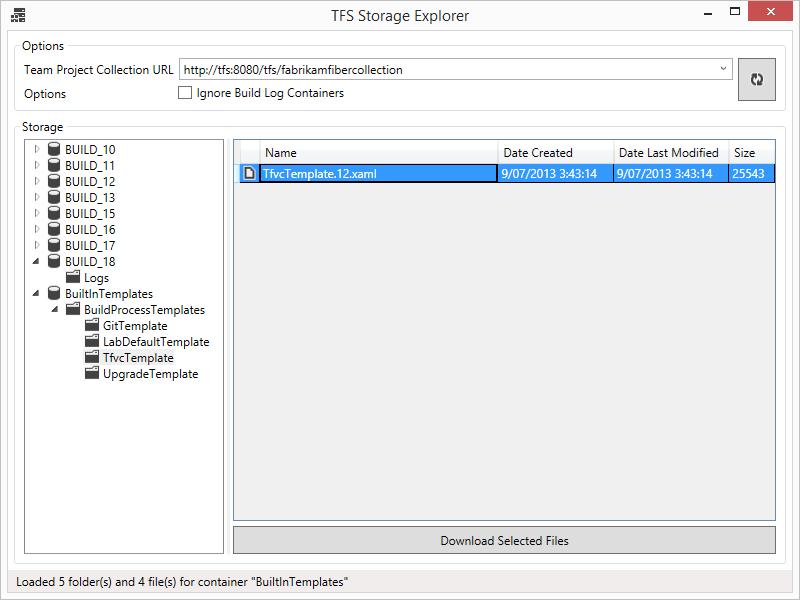 TFS Storage Explorer
Options
Team Project Collection URL http://tfs:8080/tfs/fabrikamfibercollection
Options Ignore Build Log Containers
Storage
BUILD_10
BUILD_11
BUILD_12
BUILD_13
BUILD_15
BUILD_16
BUILD_17
BUILD_18
Logs
BuiltInTemplates
BuildProcessTemplates
GitTemplate
LabDefaultTemplate
TfvcTemplate
UpgradeTemplate
Name Date Created Date Last Modified Size
TfvcTemplate.12.xaml 9/07/2013 3:43:14 9/07/2013 3:43:14 25543
Download Selected Files
Loaded 5 folder(s) and 4 file(s) for container "BuiltInTemplates"